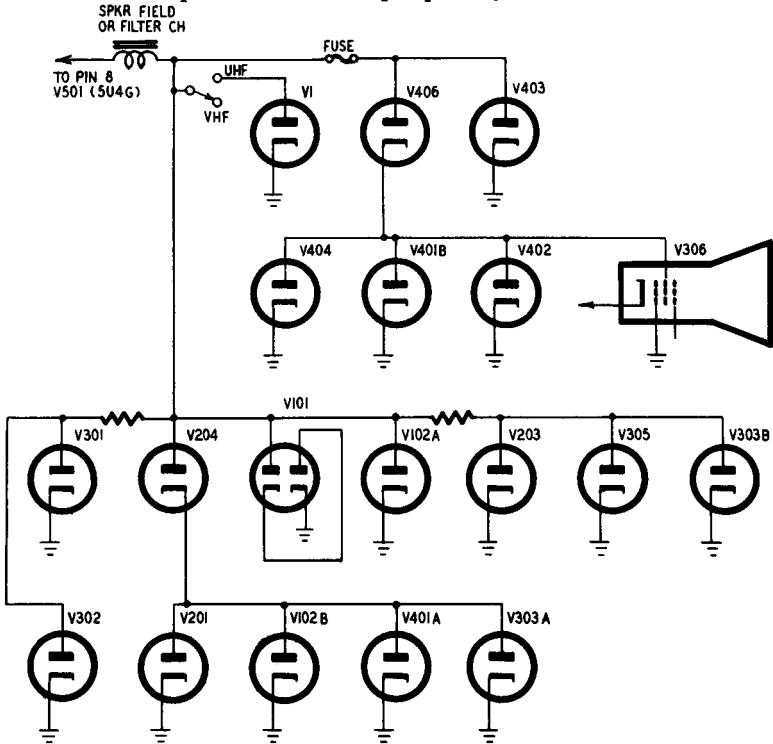 SPKR FIELD
OR FILTER CH
FUSE
TO PIN 8
V501 (5U4G)
UHF
VHF
V1
V406
V403
V404
V401B
V402
V306
V301
V204
V101
V102A
V203
V305
V303B
V302
V201
V102B
V401A
V303A